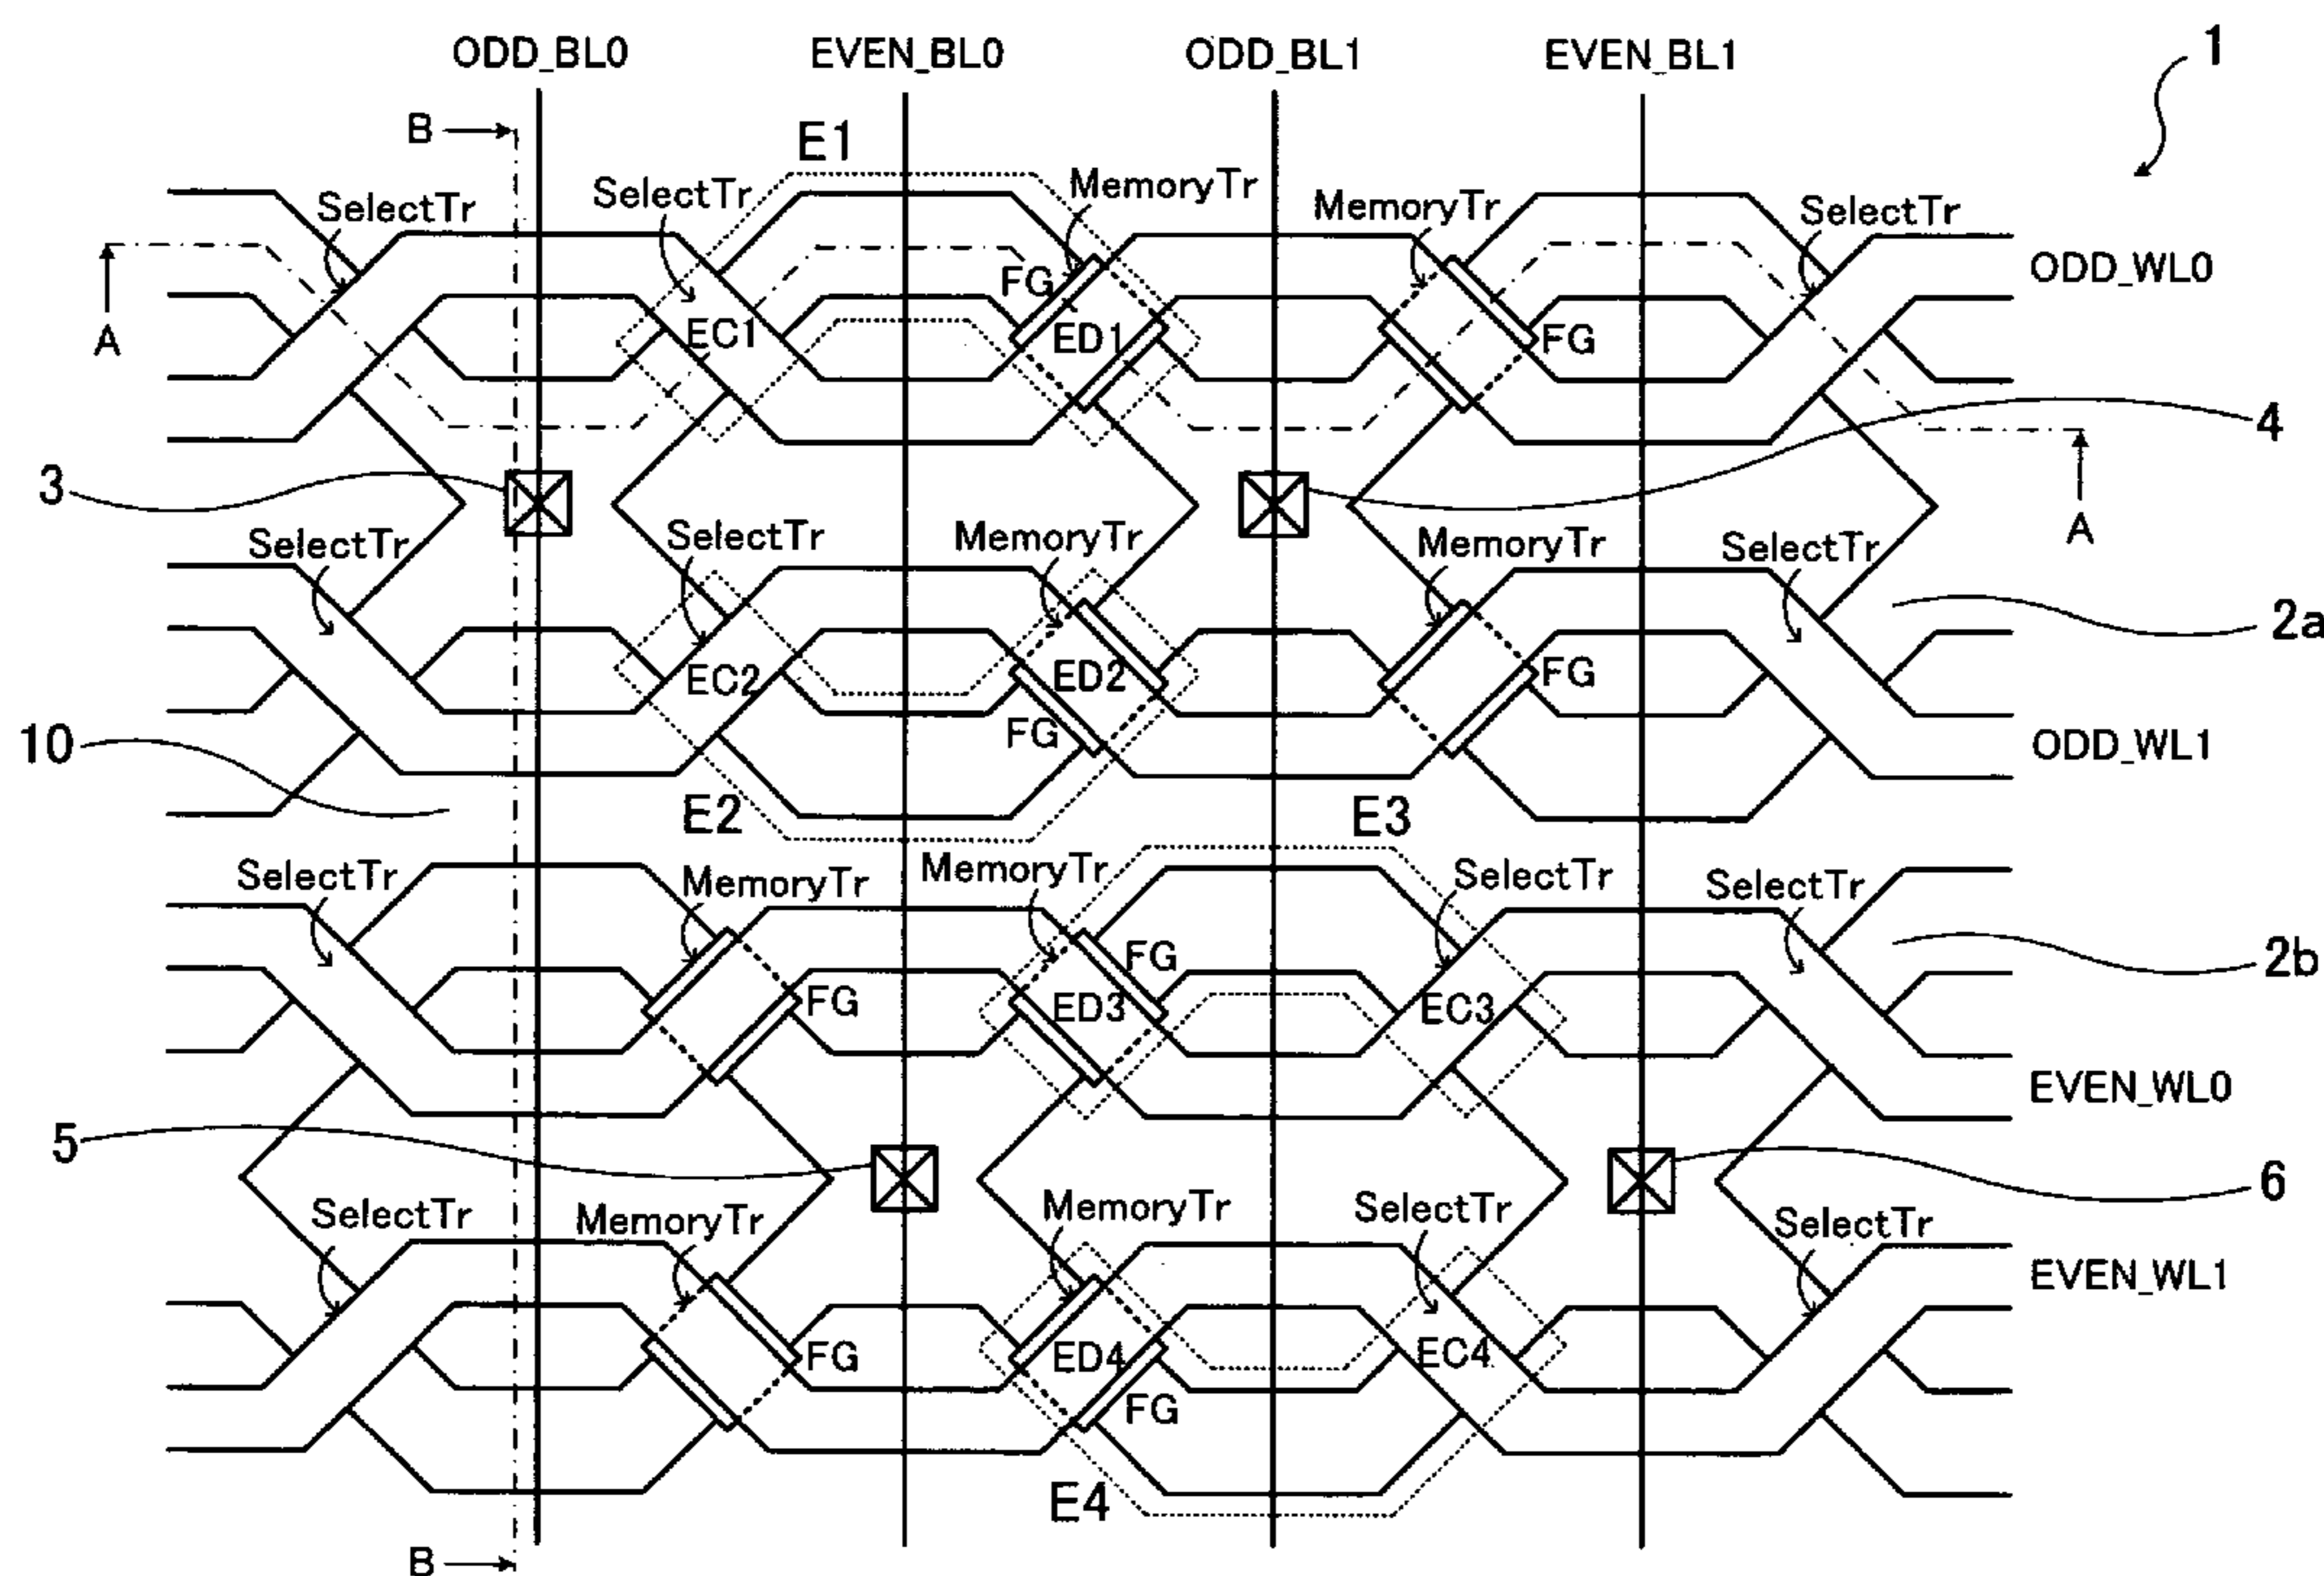 ODD_BL0 EVEN_BL0 ODD_BL1 EVEN_BL1 1
B E1
SelectTr SelectTr MemoryTr MemoryTr SelectTr
FG ODD_WL0
A EC1 ED1 FG
3 4
A
SelectTr SelectTr MemoryTr MemoryTr SelectTr
2a
EC2 ED2 FG
10 FG ODD_WL1
E2 E3
SelectTr MemoryTr MemoryTr SelectTr SelectTr
FG 2b
FG ED3 EC3
EVEN_WL0
5 6
SelectTr MemoryTr MemoryTr SelectTr SelectTr
EVEN_WL1
FG ED4 EC4
FG
E4
B